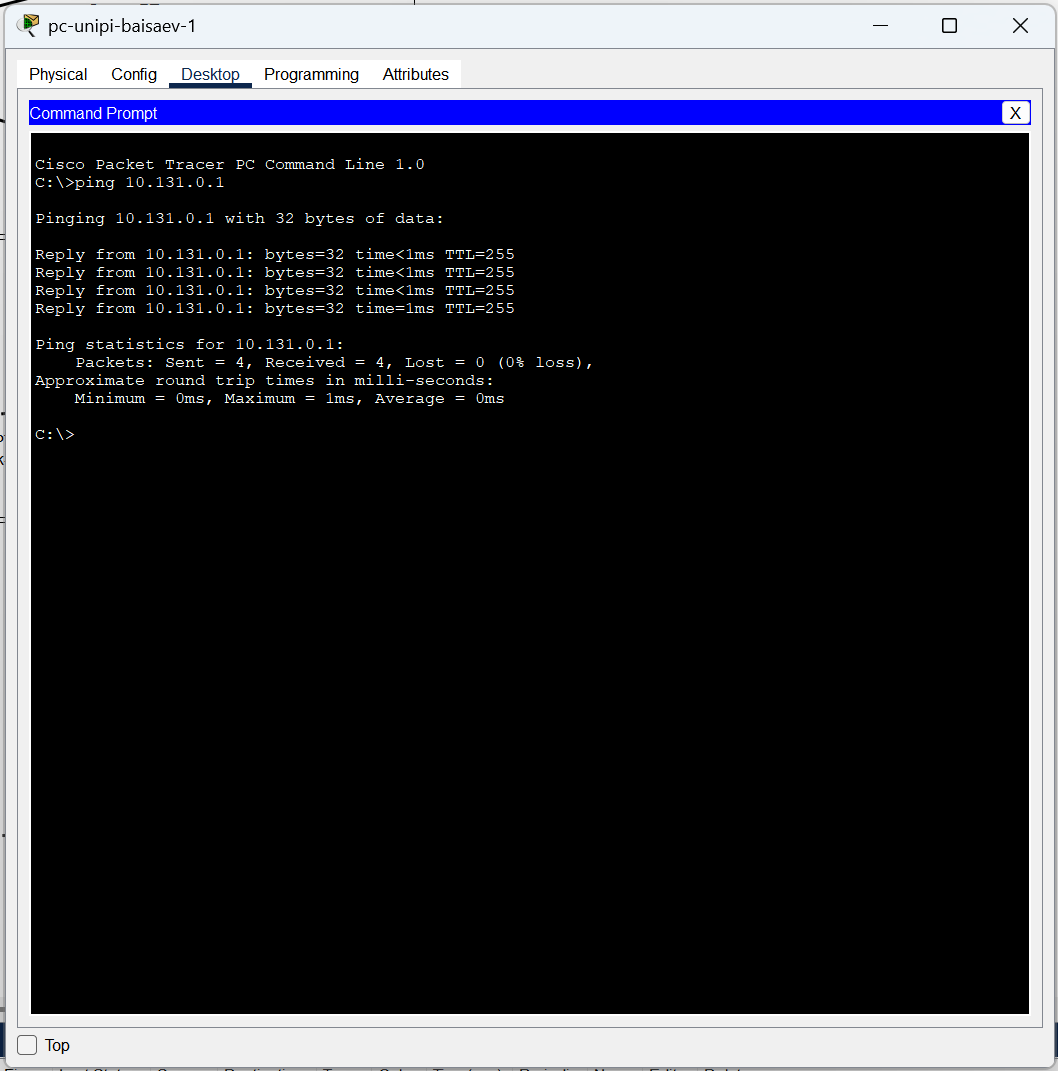 pc-unipi-baisaev-1
Physical Config Desktop Programming Attributes
Command Prompt X
Cisco Packet Tracer PC Command Line 1.0
C:\>ping 10.131.0.1
Pinging 10.131.0.1 with 32 bytes of data:
Reply from 10.131.0.1: bytes=32 time<1ms TTL=255
Reply from 10.131.0.1: bytes=32 time<1ms TTL=255
Reply from 10.131.0.1: bytes=32 time<1ms TTL=255
Reply from 10.131.0.1: bytes=32 time=1ms TTL=255
Ping statistics for 10.131.0.1:
Packets: Sent = 4, Received = 4, Lost = 0 (0% loss),
Approximate round trip times in milli-seconds:
Minimum = 0ms, Maximum = 1ms, Average = 0ms
C:\>
Top